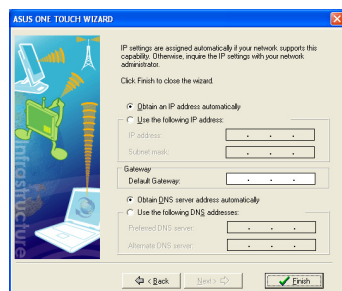 ASUS ONE TOUCH WIZARD
IP settings are assigned automatically if your network supports this
capability. Otherwise, inquire the IP settings with your network
administrator.
Click Finish to close the wizard.
Obtain an IP address automatically
Use the following IP address:
IP address:
Subnet mask:
Gateway
Default Gateway:
Obtain DNS server address automatically
Use the following DNS addresses:
Preferred DNS server:
Alternate DNS server:
Infrastructure
< Back
Next >
Finish